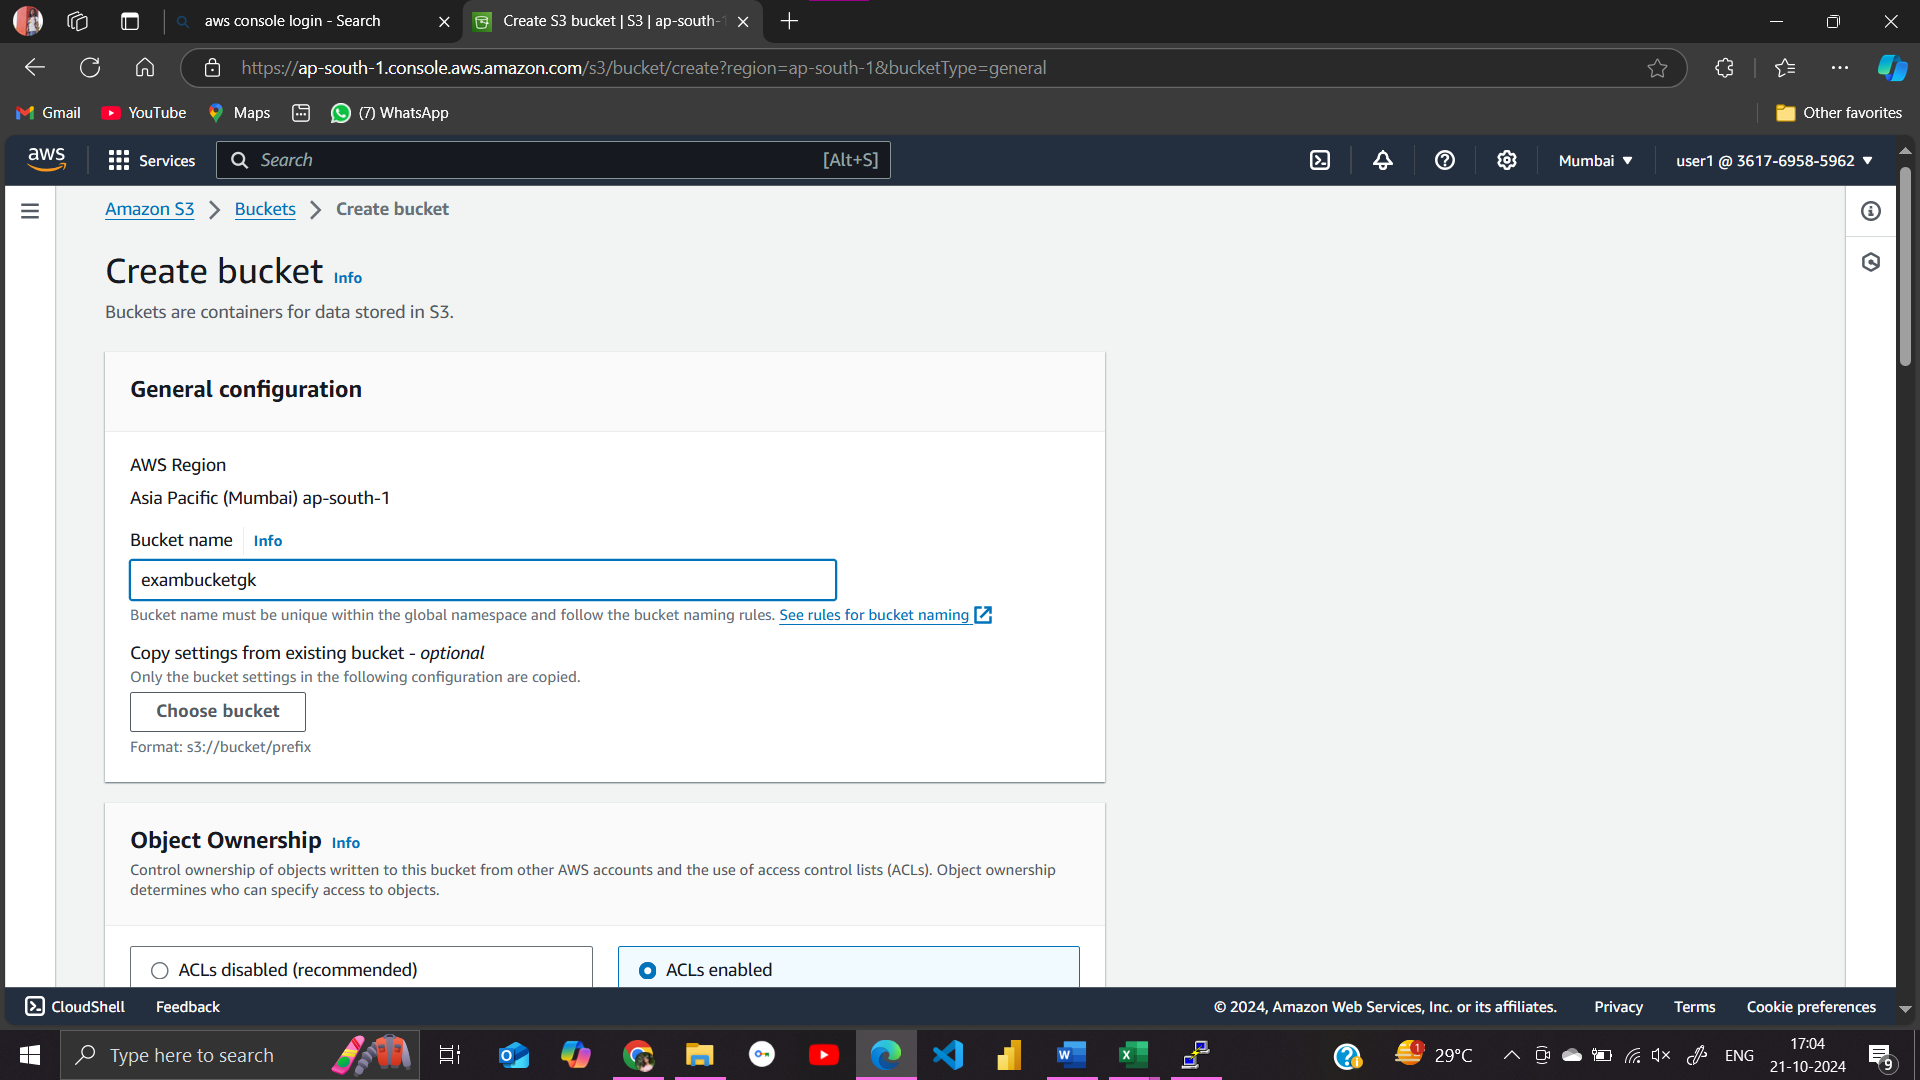 aws console login - Search
Create S3 bucket | S3 | ap-south-1
https://ap-south-1.console.aws.amazon.com/s3/bucket/create?region=ap-south-1&bucketType=general
Gmail
YouTube
Maps
(7) WhatsApp
Other favorites
aws
Services
Search
[Alt+S]
Mumbai
user1 @ 3617-6958-5962
Amazon S3
Buckets
Create bucket
Create bucket Info
Buckets are containers for data stored in S3.
General configuration
AWS Region
Asia Pacific (Mumbai) ap-south-1
Bucket name Info
exambucketgk
Bucket name must be unique within the global namespace and follow the bucket naming rules. See rules for bucket naming
Copy settings from existing bucket - optional
Only the bucket settings in the following configuration are copied.
Choose bucket
Format: s3://bucket/prefix
Object Ownership Info
Control ownership of objects written to this bucket from other AWS accounts and the use of access control lists (ACLs). Object ownership
determines who can specify access to objects.
ACLs disabled (recommended)
ACLs enabled
CloudShell
Feedback
© 2024, Amazon Web Services, Inc. or its affiliates.
Privacy
Terms
Cookie preferences
Type here to search
1
29°C
ENG
17:04
21-10-2024
9